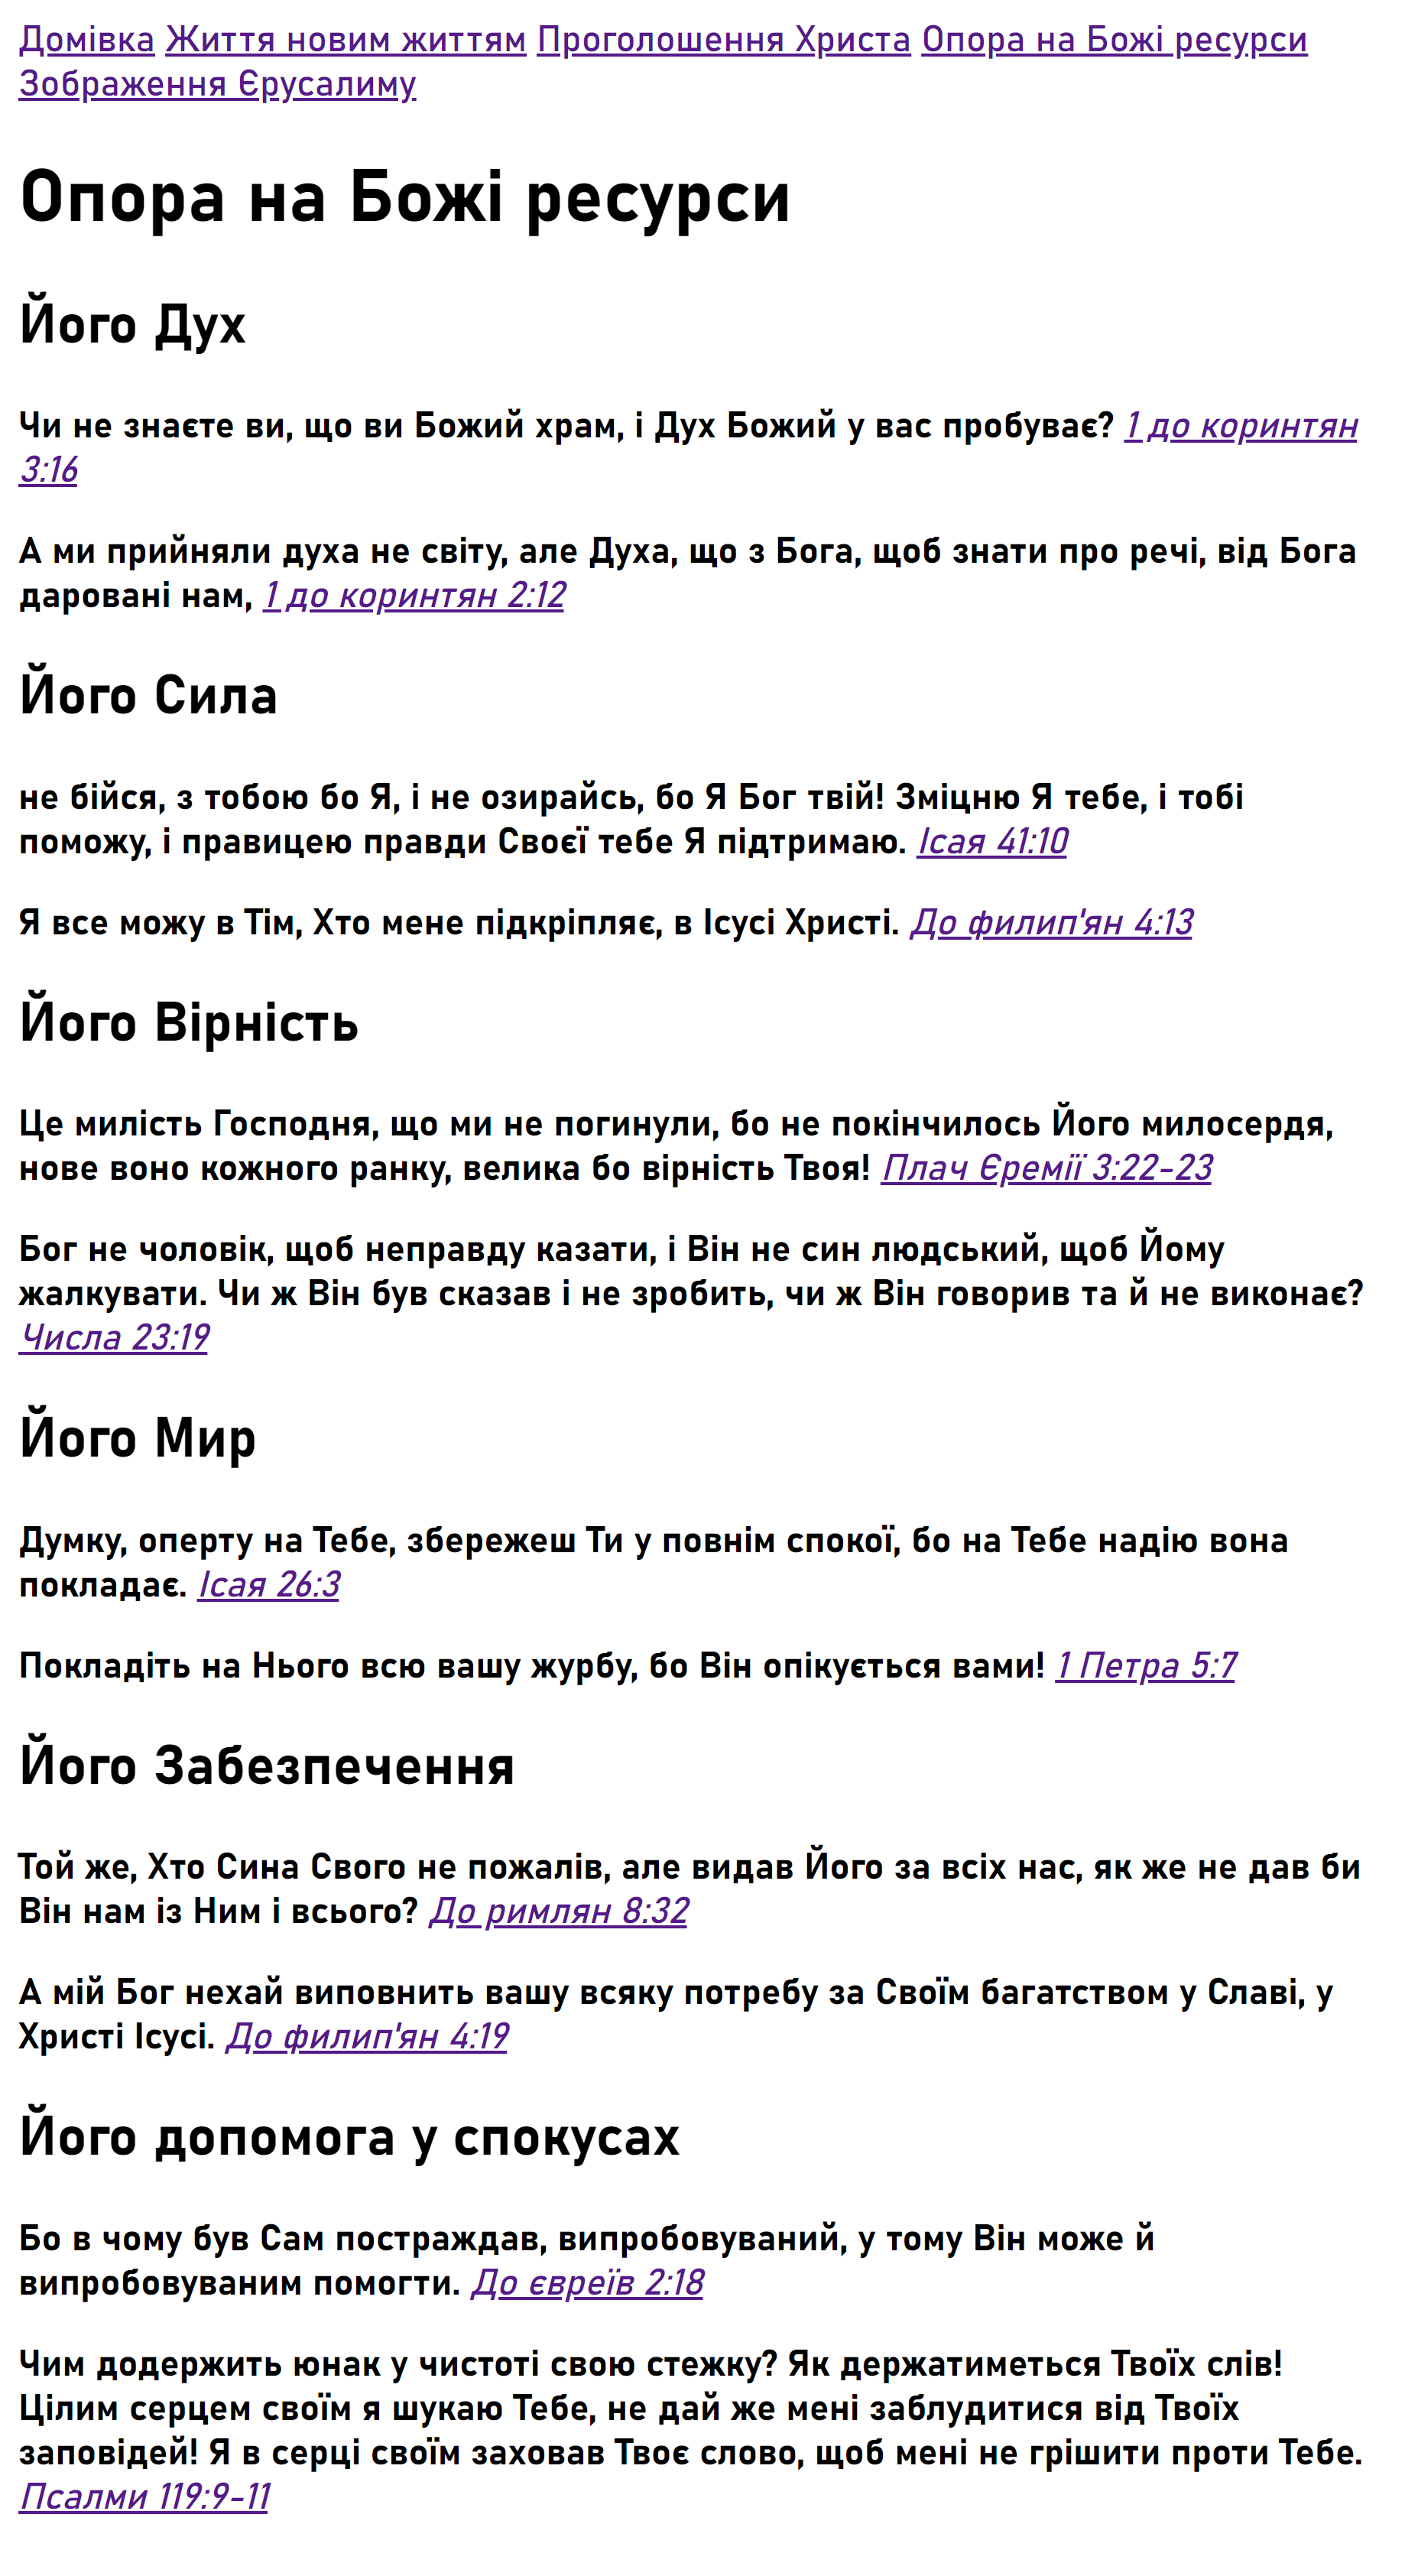 Домівка Життя новим життям Проголошення Христа Опора на Божі ресурси
Зображення Єрусалиму
Опора на Божі ресурси
Його Дух
Чи не знаєте ви, що ви Божий храм, і Дух Божий у вас пробуває? 1 до коринтян
3:16
А ми прийняли духа не світу, але Духа, що з Бога, щоб знати про речі, від Бога
даровані нам, 1 до коринтян 2:12
Його Сила
не бійся, з тобою бо Я, і не озирайсь, бо Я Бог твій! Зміцню Я тебе, і тобі
поможу, і правицею правди Своєї тебе Я підтримаю. Ісая 41:10
Я все можу в Тім, Хто мене підкріпляє, в Ісусі Христі. До филип'ян 4:13
Його Вірність
Це милість Господня, що ми не погинули, бо не покінчилось Його милосердя,
нове воно кожного ранку, велика бо вірність Твоя! Плач Єремії 3:22-23
Бог не чоловік, щоб неправду казати, і Він не син людський, щоб Йому
жалкувати. Чи ж Він був сказав і не зробить, чи ж Він говорив та й не виконає?
Числа 23:19
Його Мир
Думку, оперту на Тебе, збережеш Ти у повнім спокої, бо на Тебе надію вона
покладає. Ісая 26:3
Покладіть на Нього всю вашу журбу, бо Він опікується вами! 1 Петра 5:7
Його Забезпечення
Той же, Хто Сина Свого не пожалів, але видав Його за всіх нас, як же не дав би
Він нам із Ним і всього? До римлян 8:32
А мій Бог нехай виповнить вашу всяку потребу за Своїм багатством у Славі, у
Христі Ісусі. До филип'ян 4:19
Його допомога у спокусах
Бо в чому був Сам постраждав, випробовуваний, у тому Він може й
випробовуваним помогти. До євреїв 2:18
Чим додержить юнак у чистоті свою стежку? Як держатиметься Твоїх слів!
Цілим серцем своїм я шукаю Тебе, не дай же мені заблудитися від Твоїх
заповідей! Я в серці своїм заховав Твоє слово, щоб мені не грішити проти Тебе.
Псалми 119:9-11